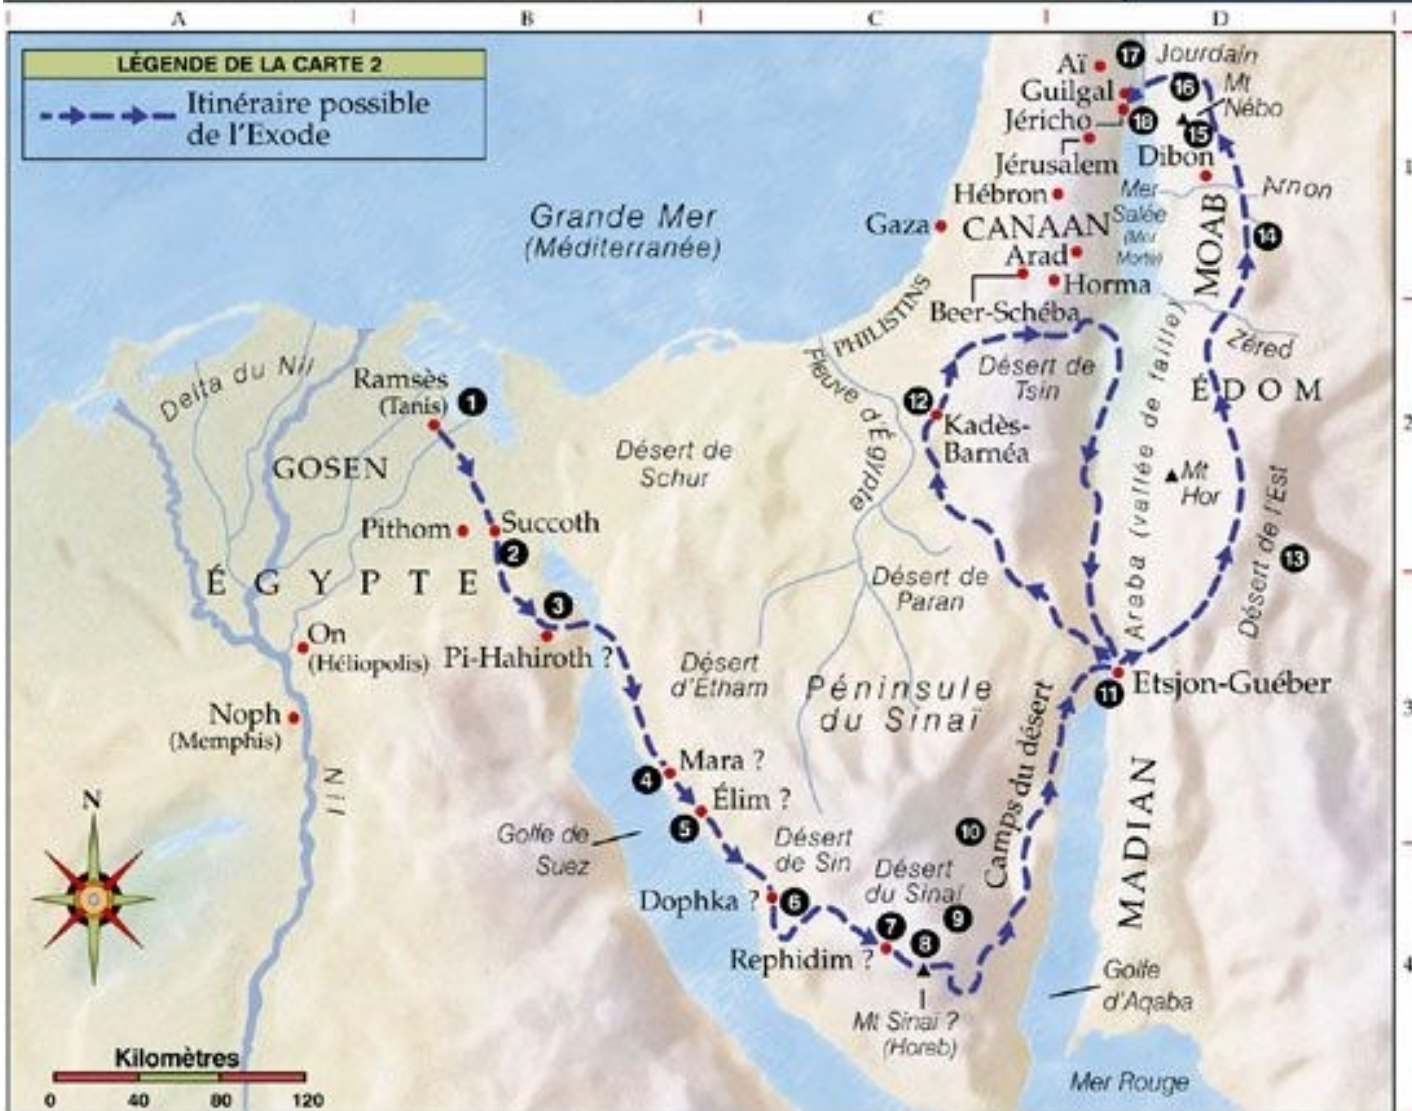 A
B
C
D
LÉGENDE DE LA CARTE 2
Itinéraire possible
de l'Exode
17
Jourdain
Aï
Guilgal
16
Mt
Nébo
Jéricho
18
15
Jérusalem
Dibon
1
Hébron
Mer
Salée
(Mer
Morte)
Arnon
Grande Mer
(Méditerranée)
Gaza
CANAAN
MOAB
14
Arad
Horma
Beer-Schéba
PHILISTINS
Zéred
Delta du Nil
Ramsès
(Tanis)
1
Fleuve d'Égypte
Désert de
Tsin
ÉDOM
12
Kadès-
Barnéa
2
GOSEN
Désert de
Schur
Mt
Hor
Araba (vallée de faille)
Désert de l'Est
13
Pithom
Succoth
2
ÉGYPTE
Désert de
Paran
3
On
(Héliopolis)
Pi-Hahiroth ?
Désert
d'Etham
Péninsule
du Sinaï
11
Etsjon-Guéber
3
Noph
(Memphis)
Nil
Mara ?
4
Élim ?
5
Camps du désert
MADIAN
N
Golfe de
Suez
Désert
de Sin
10
Désert
du Sinaï
Dophka ?
6
7
9
8
Rephidim ?
4
Golfe
d'Aqaba
Mt Sinaï ?
(Horeb)
Kilomètres
0
40
80
120
Mer Rouge